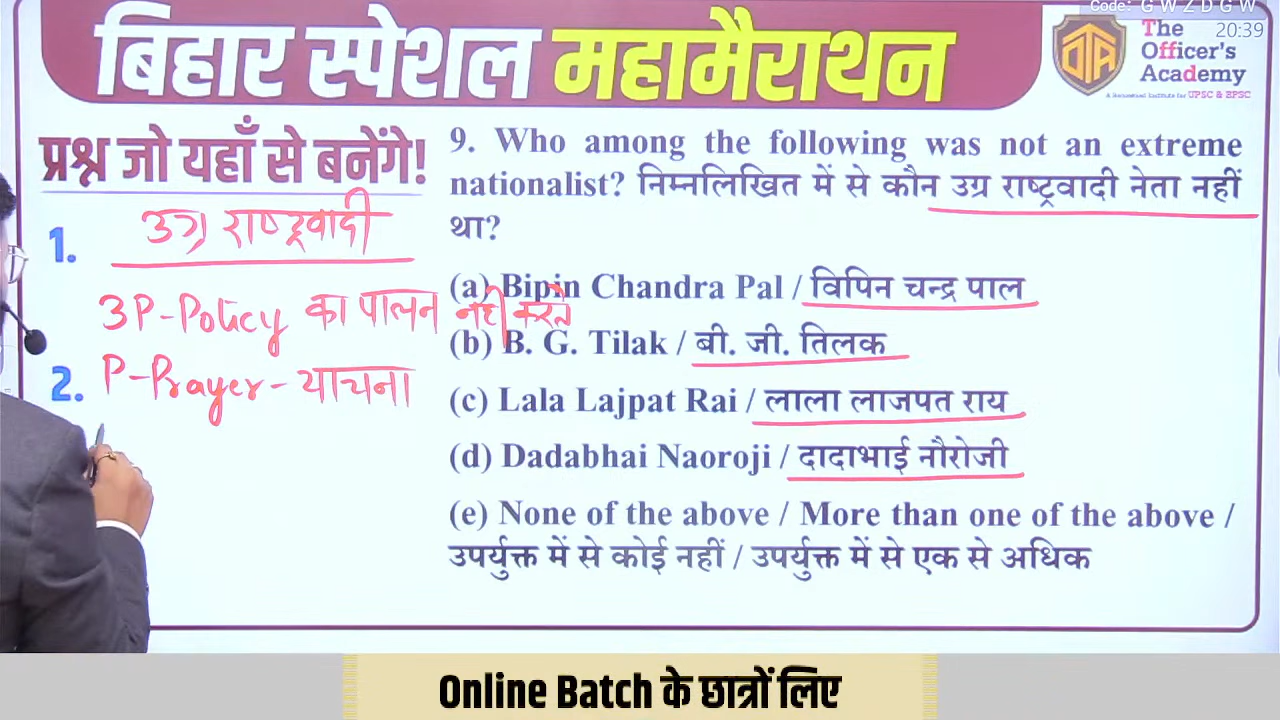 Code: G W Z D G W
बिहार स्पेशल महामैराथन
The Officer's Academy
20:39
UPSC & BPSC
प्रश्न जो यहाँ से बनेंगे!
1. उग्र राष्ट्रवादी
3P-Policy का पालन नहीं करते
2. P-Prayer-याचना
9. Who among the following was not an extreme
nationalist? निम्नलिखित में से कौन उग्र राष्ट्रवादी नेता नहीं
था?
(a) Bipin Chandra Pal / विपिन चन्द्र पाल
(b) B. G. Tilak / बी. जी. तिलक
(c) Lala Lajpat Rai / लाला लाजपत राय
(d) Dadabhai Naoroji / दादाभाई नौरोजी
(e) None of the above / More than one of the above /
उपर्युक्त में से कोई नहीं / उपर्युक्त में से एक से अधिक
Online Batch के छात्रों लिए